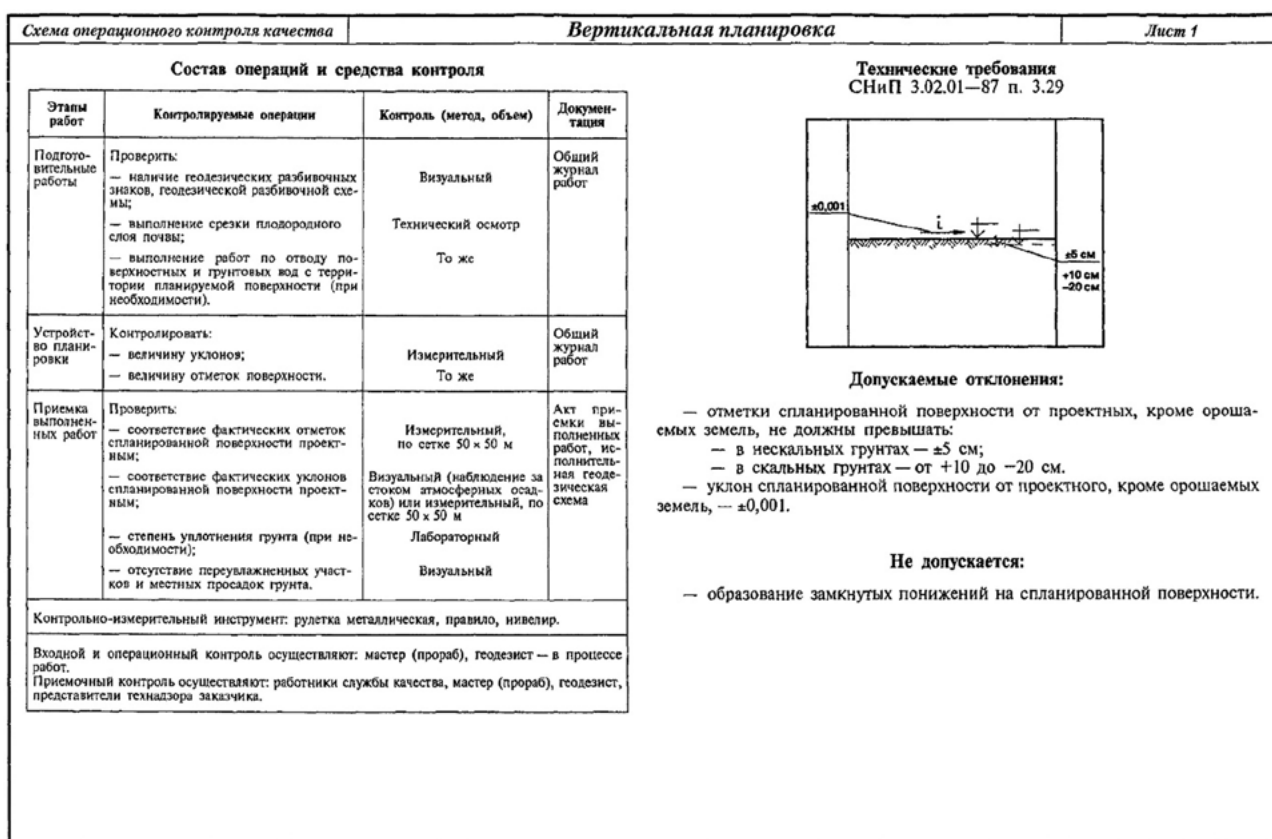 Схема операционного контроля качества
Вертикальная планировка
Лист 1
Состав операций и средства контроля
Этапы
работ
Контролируемые операции
Контроль (метод, объем)
Докумен-
тация
Подгото-
вительные
работы
Проверить:
— наличие геодезических разбивочных
знаков, геодезической разбивочной схе-
мы;
Визуальный
— выполнение срезки плодородного
слоя почвы;
Технический осмотр
— выполнение работ по отводу по-
верхностных и грунтовых вод с терри-
тории планируемой поверхности (при
необходимости).
То же
Общий
журнал
работ
Устройст-
во плани-
ровки
Контролировать:
— величину уклонов;
Измерительный
— величину отметок поверхности.
То же
Общий
журнал
работ
Приемка
выполнен-
ных работ
Проверить:
— соответствие фактических отметок
спланированной поверхности проект-
ным;
Измерительный,
по сетке 50 × 50 м
— соответствие фактических уклонов
спланированной поверхности проект-
ным;
Визуальный (наблюдение за
стоком атмосферных осад-
ков) или измерительный, по
сетке 50 × 50 м
— степень уплотнения грунта (при не-
обходимости);
Лабораторный
— отсутствие переувлажненных участ-
ков и местных просадок грунта.
Визуальный
Акт при-
емки вы-
полненных
работ, ис-
полнитель-
ная геоде-
зическая
схема
Контрольно-измерительный инструмент: рулетка металлическая, правило, нивелир.
Входной и операционный контроль осуществляют: мастер (прораб), геодезист — в процессе
работ.
Приемочный контроль осуществляют: работники службы качества, мастер (прораб), геодезист,
представители технадзора заказчика.
Технические требования
СНиП 3.02.01—87 п. 3.29
±0,001
i
±5 см
+10 см
−20 см
Допускаемые отклонения:
— отметки спланированной поверхности от проектных, кроме ороша-
емых земель, не должны превышать:
— в нескальных грунтах — ±5 см;
— в скальных грунтах — от +10 до −20 см.
— уклон спланированной поверхности от проектного, кроме орошаемых
земель, — ±0,001.
Не допускается:
— образование замкнутых понижений на спланированной поверхности.